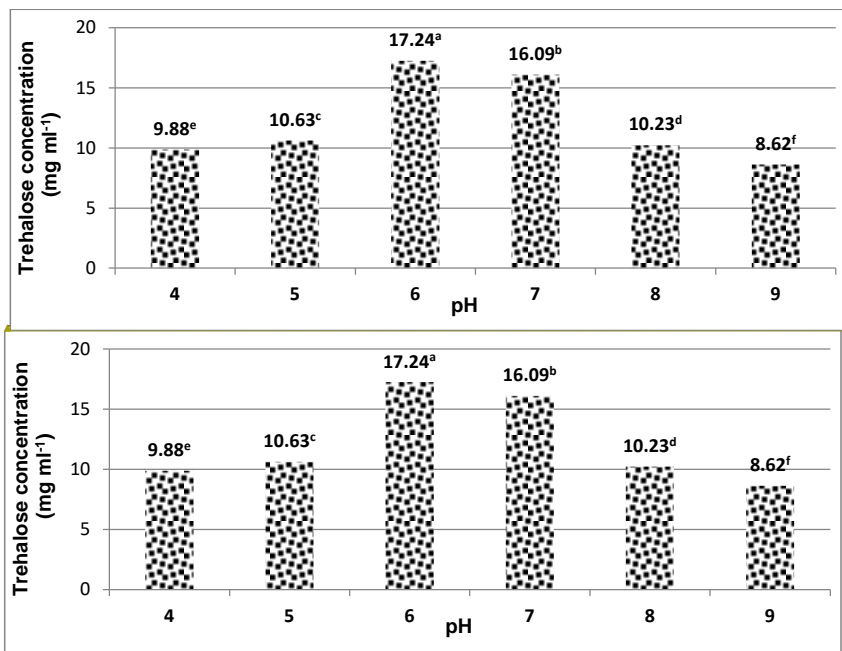 20
17.24ᵃ
16.09ᵇ
15
9.88ᵉ
10.63ᶜ
10.23ᵈ
8.62ᶠ
10
5
0
Trehalose concentration
(mg ml⁻¹)
4 5 6 7 8 9
pH
20
17.24ᵃ
16.09ᵇ
15
9.88ᵉ
10.63ᶜ
10.23ᵈ
8.62ᶠ
10
5
0
Trehalose concentration
(mg ml⁻¹)
4 5 6 7 8 9
pH